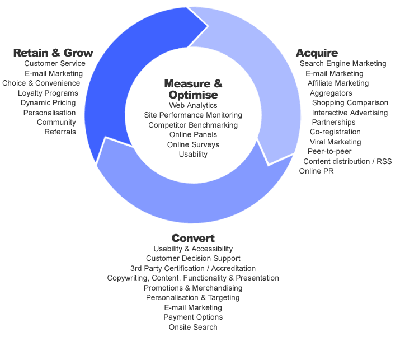 Retain & Grow
Customer Service
E-mail Marketing
Choice & Convenience
Loyalty Programs
Dynamic Pricing
Personalisation
Community
Referrals
Measure &
Optimise
Web Analytics
Site Performance Monitoring
Competitor Benchmarking
Online Panels
Online Surveys
Usability
Acquire
Search Engine Marketing
E-mail Marketing
Affiliate Marketing
Aggregators
Shopping Comparison
Interactive Advertising
Partnerships
Co-registration
Viral Marketing
Peer-to-peer
Content distribution / RSS
Online PR
Convert
Usability & Accessibility
Customer Decision Support
3rd Party Certification / Accreditation
Copywriting, Content, Functionality & Presentation
Promotions & Merchandising
Personalisation & Targeting
E-mail Marketing
Payment Options
Onsite Search